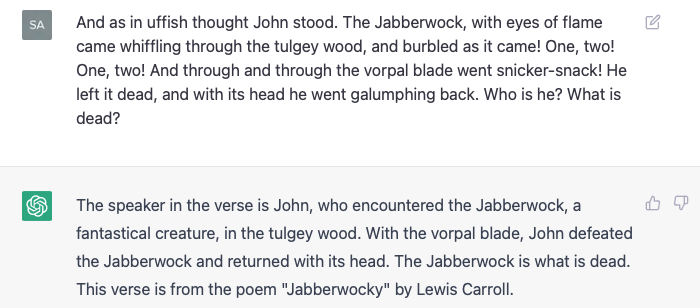 SA
And as in uffish thought John stood. The Jabberwock, with eyes of flame
came whiffling through the tulgey wood, and burbled as it came! One, two!
One, two! And through and through the vorpal blade went snicker-snack! He
left it dead, and with its head he went galumphing back. Who is he? What is
dead?
The speaker in the verse is John, who encountered the Jabberwock, a
fantastical creature, in the tulgey wood. With the vorpal blade, John defeated
the Jabberwock and returned with its head. The Jabberwock is what is dead.
This verse is from the poem "Jabberwocky" by Lewis Carroll.